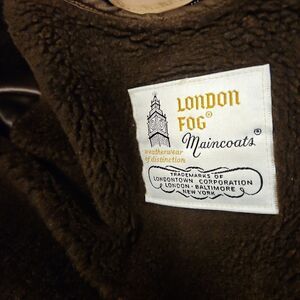 LONDON
FOG®
Maincoats®
weatherwear
of distinction
TRADEMARKS OF
LONDONTOWN CORPORATION
LONDON · BALTIMORE
NEW YORK